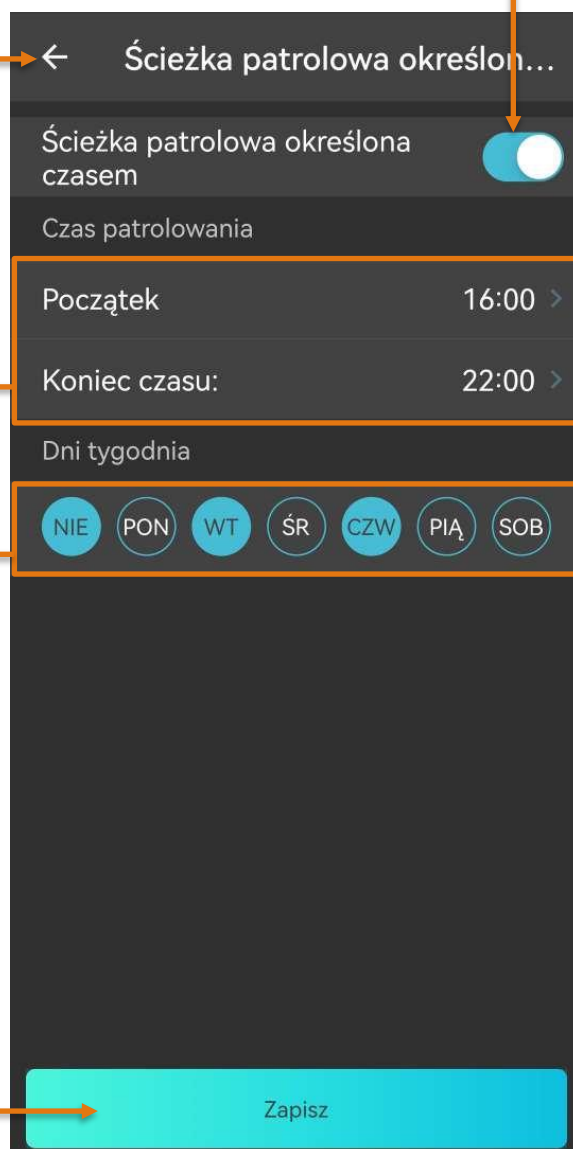 Ścieżka patrolowa określon...
Ścieżka patrolowa określona
czasem
Czas patrolowania
Początek 16:00
Koniec czasu: 22:00
Dni tygodnia
NIE PON WT ŚR CZW PIĄ SOB
Zapisz